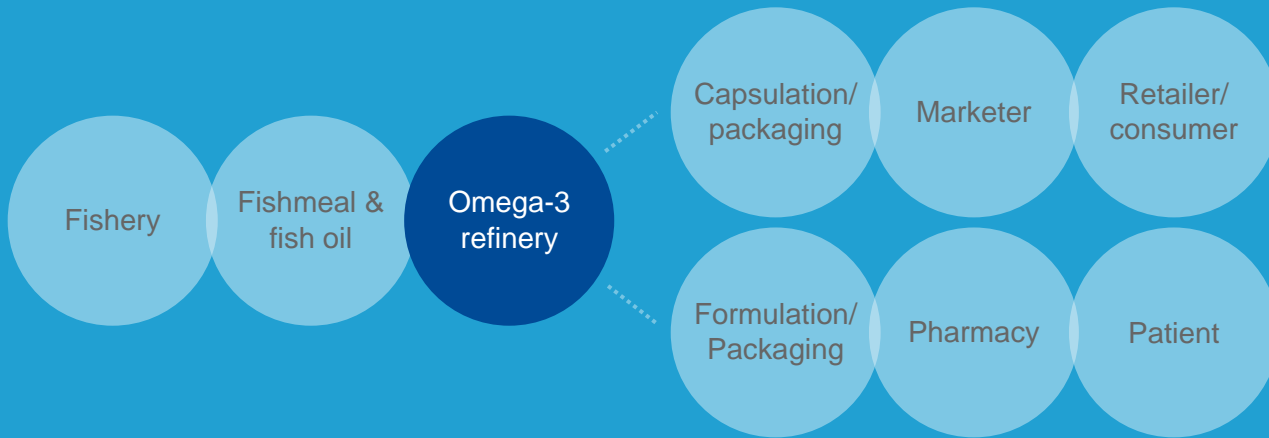 Fishery
Fishmeal &
fish oil
Omega-3
refinery
Capsulation/
packaging
Marketer
Retailer/
consumer
Formulation/
Packaging
Pharmacy
Patient